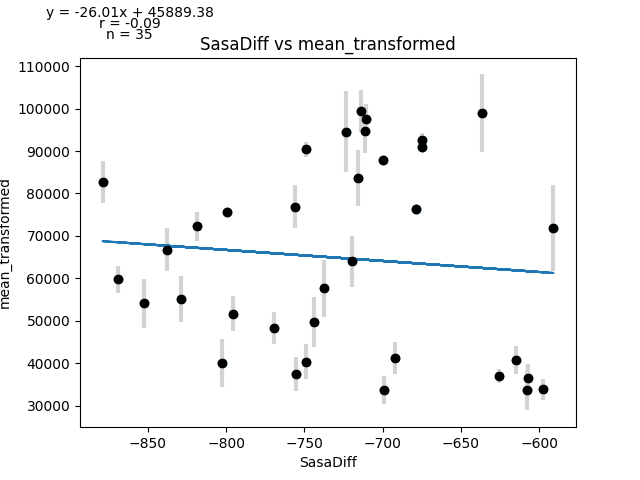 y = -26.01x + 45889.38
r = -0.09
n = 35
SasaDiff vs mean_transformed
110000
100000
90000
80000
70000
60000
50000
40000
30000
mean_transformed
−850
−800
−750
−700
−650
−600
SasaDiff